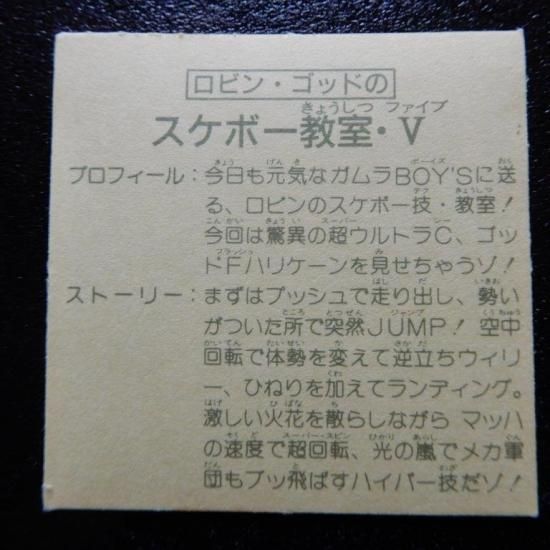 ロビン・ゴッドの
スケボー教室・V
プロフィール：今日も元気なガムラBOY'Sに送
る、ロビンのスケボー技・教室！
今回は驚異の超ウルトラC、ゴッ
ドFハリケーンを見せちゃうゾ！
ストーリー：まずはプッシュで走り出し、勢い
がついた所で突然JUMP！空中
回転で体勢を変えて逆立ちウィリ
ー、ひねりを加えてランディング。
激しい火花を散らしながら マッハ
の速度で超回転、光の嵐でメカ軍
団もブッ飛ばすハイパー技だゾ！